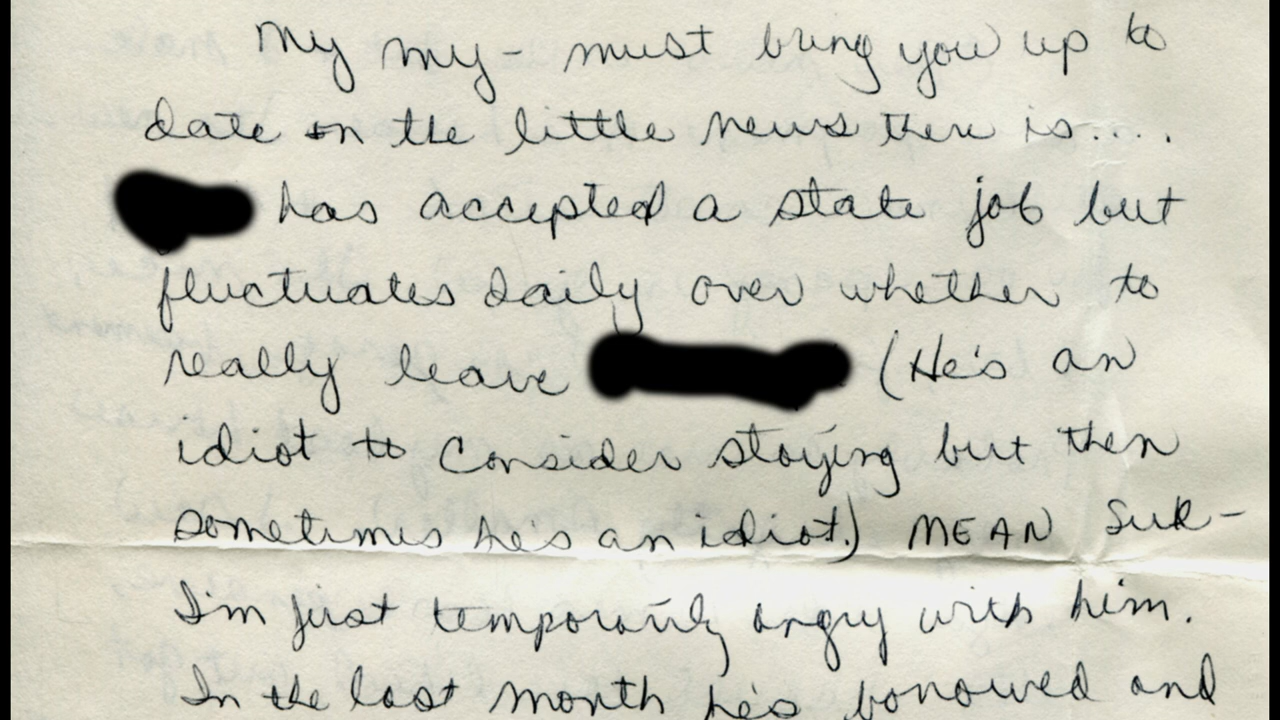 My my - must bring you up to
date on the little news there is....
has accepted a state job but
fluctuates daily over whether to
really leave (He's an
idiot to consider staying but then
sometimes he's an idiot.) MEAN Sue-
I'm just temporarily angry with him.
In the last month he's borrowed and